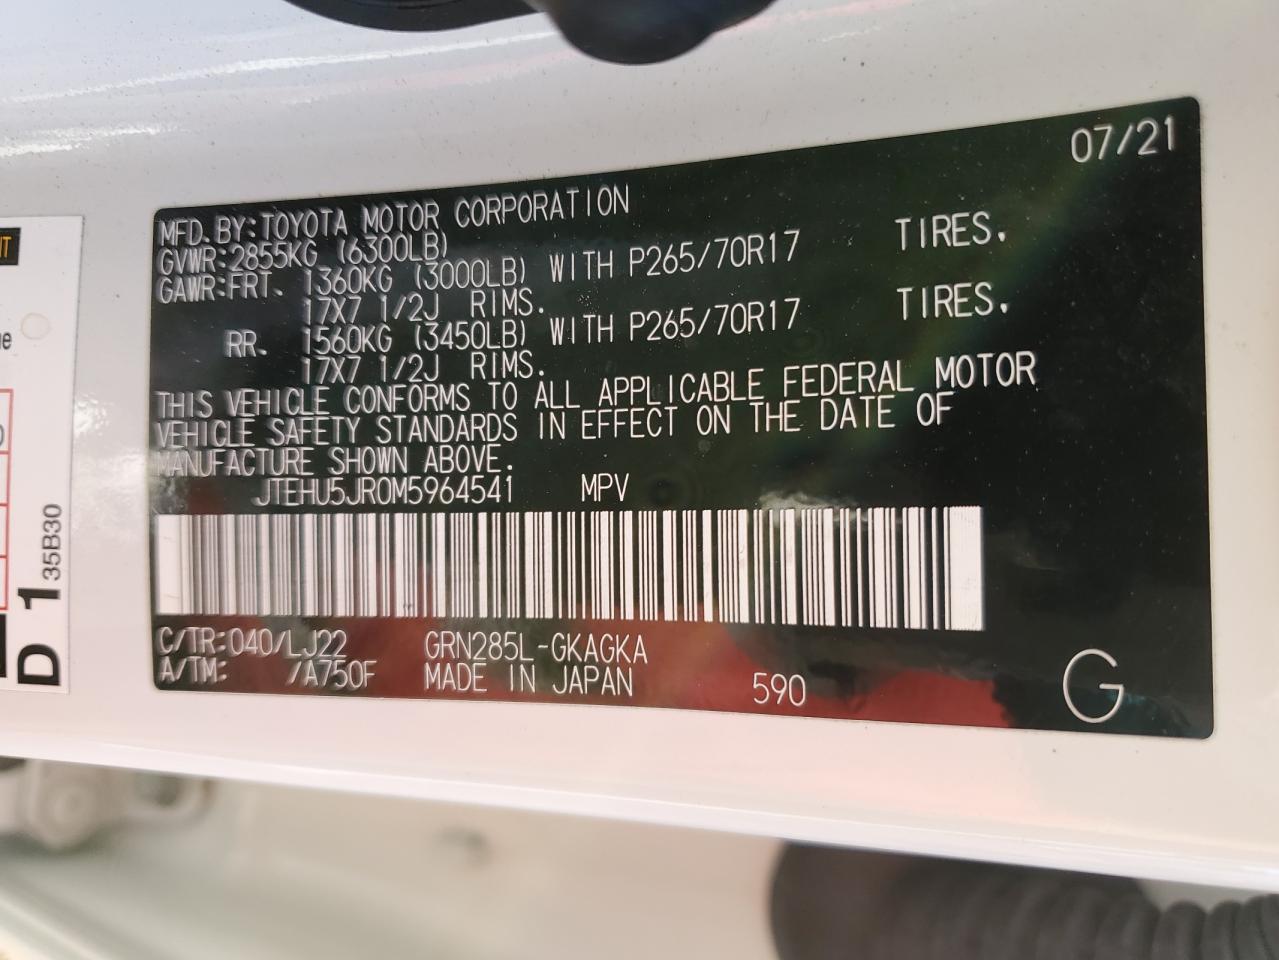 07/21
MFD. BY: TOYOTA MOTOR CORPORATION
GVWR: 2855KG (6300LB)
GAWR: FRT. 1360KG (3000LB) WITH P265/70R17 TIRES,
17X7 1/2J RIMS.
RR. 1560KG (3450LB) WITH P265/70R17 TIRES,
17X7 1/2J RIMS.
THIS VEHICLE CONFORMS TO ALL APPLICABLE FEDERAL MOTOR
VEHICLE SAFETY STANDARDS IN EFFECT ON THE DATE OF
MANUFACTURE SHOWN ABOVE.
JTEHU5JR0M5964541 MPV
C/TR: 040/LJ22 GRN285L-GKAGKA
A/TM: /A750F MADE IN JAPAN 590
G
D 1
35B30